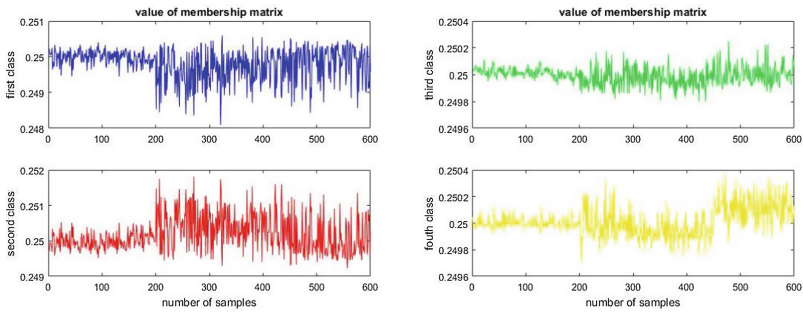 value of membership matrix
0.251
0.25
0.249
0.248
first class
0 100 200 300 400 500 600
value of membership matrix
0.2504
0.2502
0.25
0.2498
0.2496
third class
0 100 200 300 400 500 600
0.252
0.251
0.25
0.249
second class
0 100 200 300 400 500 600
number of samples
0.2504
0.2502
0.25
0.2498
0.2496
fouth class
0 100 200 300 400 500 600
number of samples